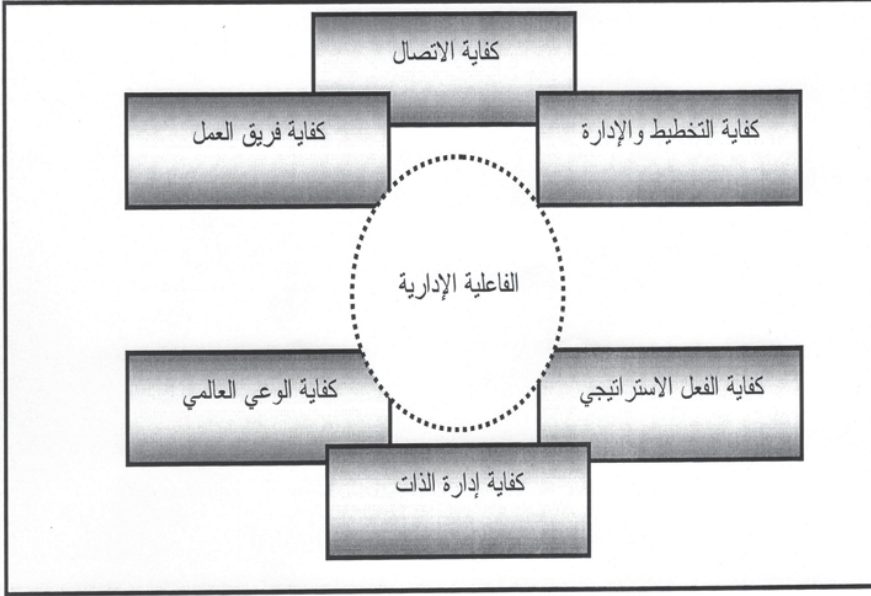 كفاية الاتصال
كفاية التخطيط والإدارة
كفاية فريق العمل
الفاعلية الإدارية
كفاية الفعل الاستراتيجي
كفاية الوعي العالمي
كفاية إدارة الذات